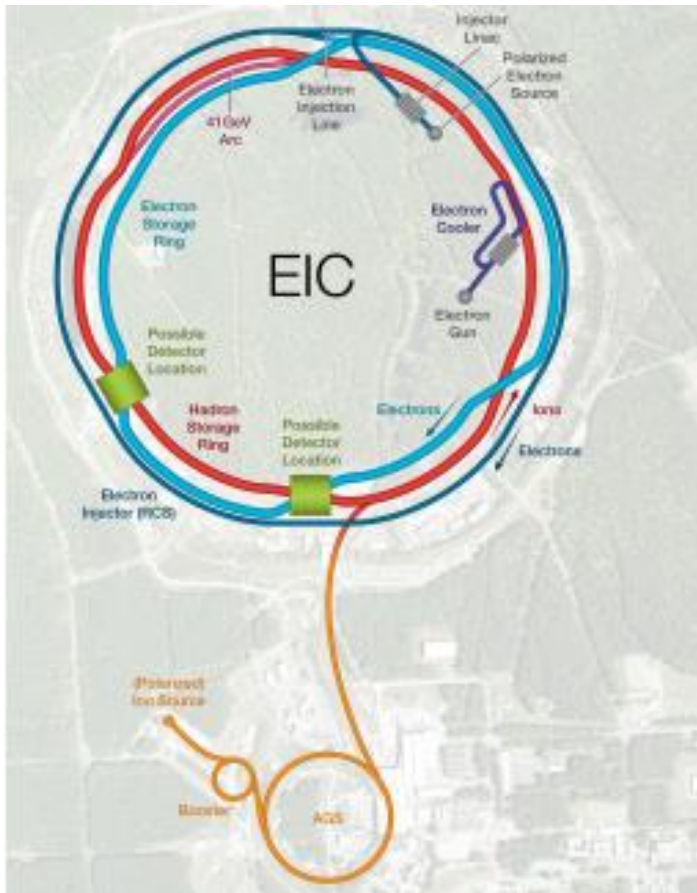 Injector
Linac
Polarized
Electron
Source
Electron
Injection
Line
41 GeV
Arc
Electron
Storage
Ring
Electron
Cooler
EIC
Electron
Gun
Possible
Detector
Location
Hadron
Storage
Ring
Possible
Detector
Location
Electrons
Ions
Electrons
Electron
Injector (RCS)
(Polarized)
Ion Source
Booster
AGS